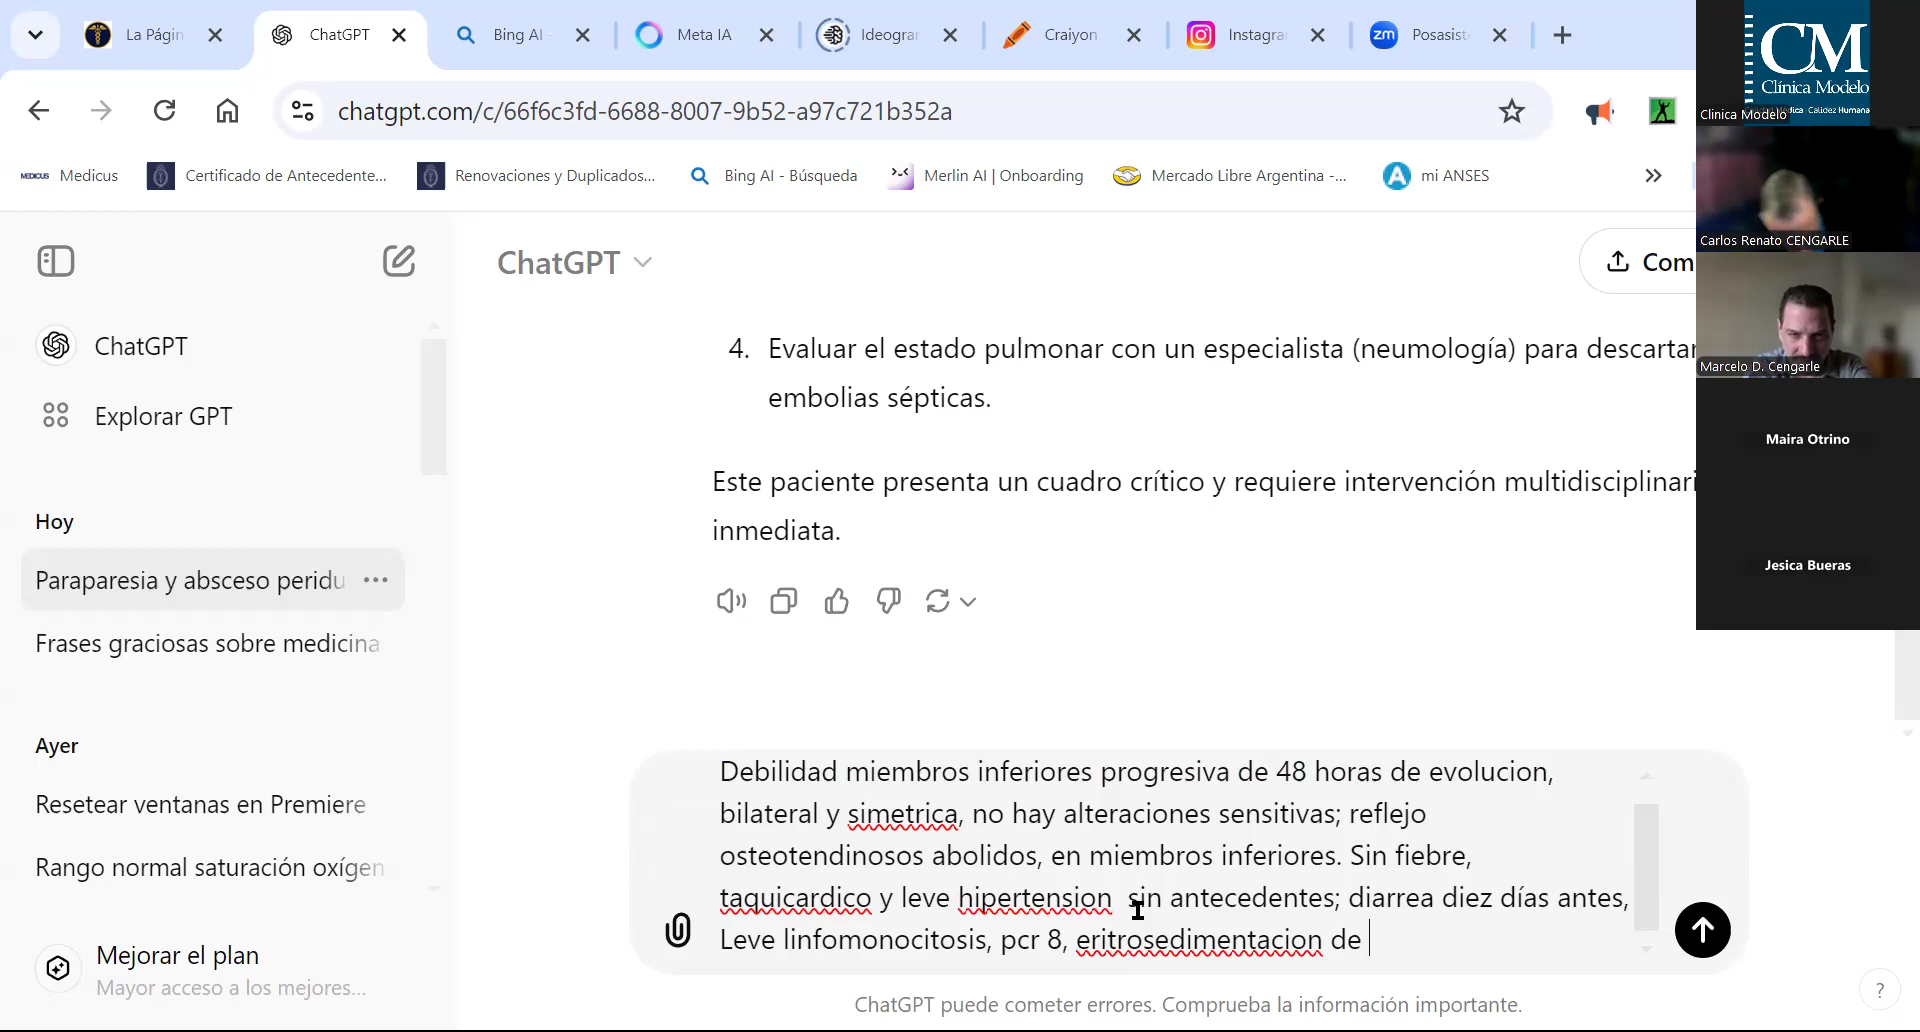 La Págin
ChatGPT
Bing AI -
Meta IA
Ideogran
Craiyon
Instagra
zm
Posasist
chatgpt.com/c/66f6c3fd-6688-8007-9b52-a97c721b352a
MEDICUS Medicus
Certificado de Antecedente...
Renovaciones y Duplicados...
Bing AI - Búsqueda
Merlin AI | Onboarding
Mercado Libre Argentina -...
mi ANSES
ChatGPT
Explorar GPT
Hoy
Paraparesia y absceso peridu
Frases graciosas sobre medicina
Ayer
Resetear ventanas en Premiere
Rango normal saturación oxígen
Mejorar el plan
Mayor acceso a los mejores...
ChatGPT
Com
4. Evaluar el estado pulmonar con un especialista (neumología) para descartar
embolias sépticas.
Este paciente presenta un cuadro crítico y requiere intervención multidisciplinari
inmediata.
Debilidad miembros inferiores progresiva de 48 horas de evolucion,
bilateral y simetrica, no hay alteraciones sensitivas; reflejo
osteotendinosos abolidos, en miembros inferiores. Sin fiebre,
taquicardico y leve hipertension  sin antecedentes; diarrea diez días antes,
Leve linfomonocitosis, pcr 8, eritrosedimentacion de
ChatGPT puede cometer errores. Comprueba la información importante.
?
CM
Clínica Modelo
Calidez Humana
Clinica Modelo
Carlos Renato CENGARLE
Marcelo D. Cengarle
Maira Otrino
Jesica Bueras